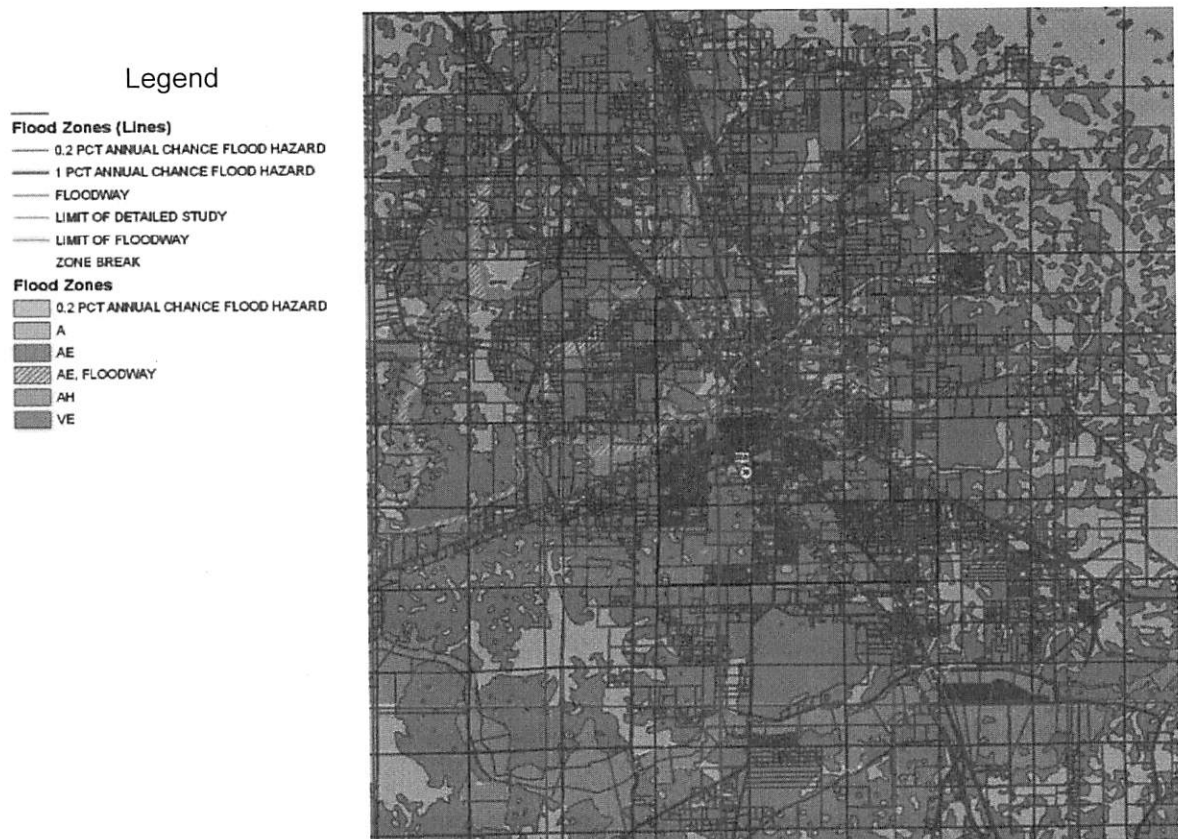 Legend
Flood Zones (Lines)
0.2 PCT ANNUAL CHANCE FLOOD HAZARD
1 PCT ANNUAL CHANCE FLOOD HAZARD
FLOODWAY
LIMIT OF DETAILED STUDY
LIMIT OF FLOODWAY
ZONE BREAK
Flood Zones
0.2 PCT ANNUAL CHANCE FLOOD HAZARD
A
AE
AE, FLOODWAY
AH
VE